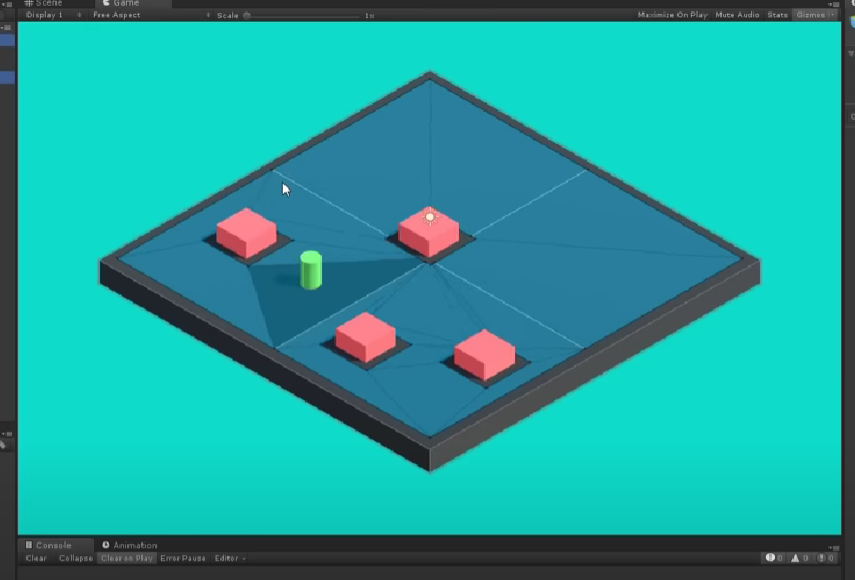 Scene Game
Display 1 Free Aspect Scale 1x Maximize On Play Mute Audio Stats Gizmos
Console Animation
Clear Collapse Clear on Play Error Pause Editor 0 0 0